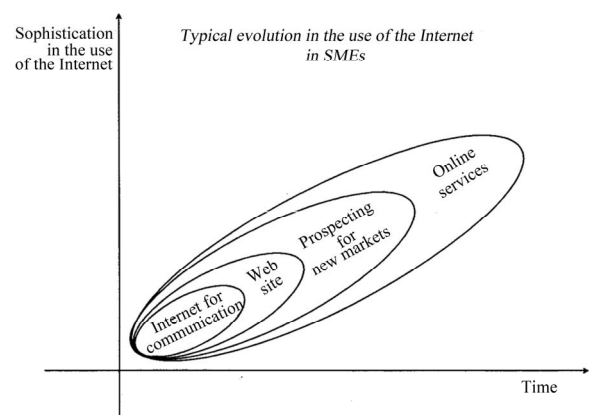 Sophistication
in the use
of the Internet
Typical evolution in the use of the Internet
in SMEs
Online
services
Prospecting
for
new markets
Web
site
Internet for
communication
Time